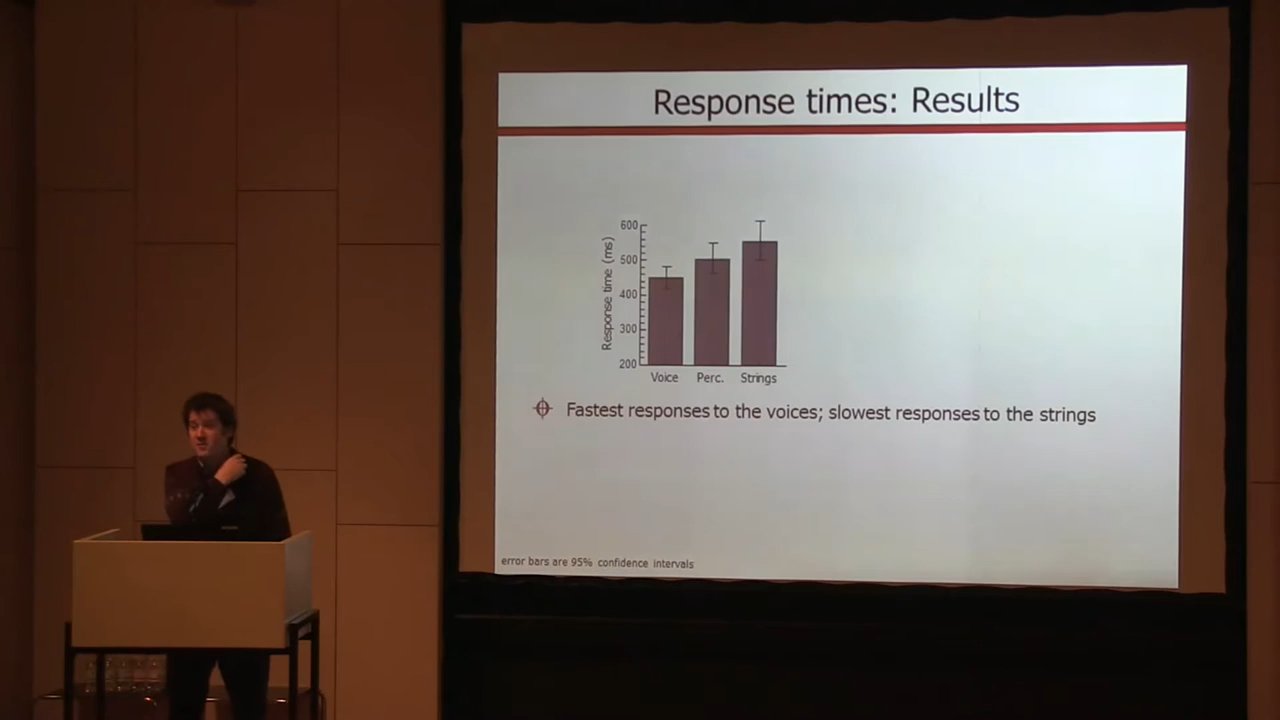 Response times: Results
600
500
400
300
200
Response time (ms)
Voice Perc. Strings
Fastest responses to the voices; slowest responses to the strings
error bars are 95% confidence intervals